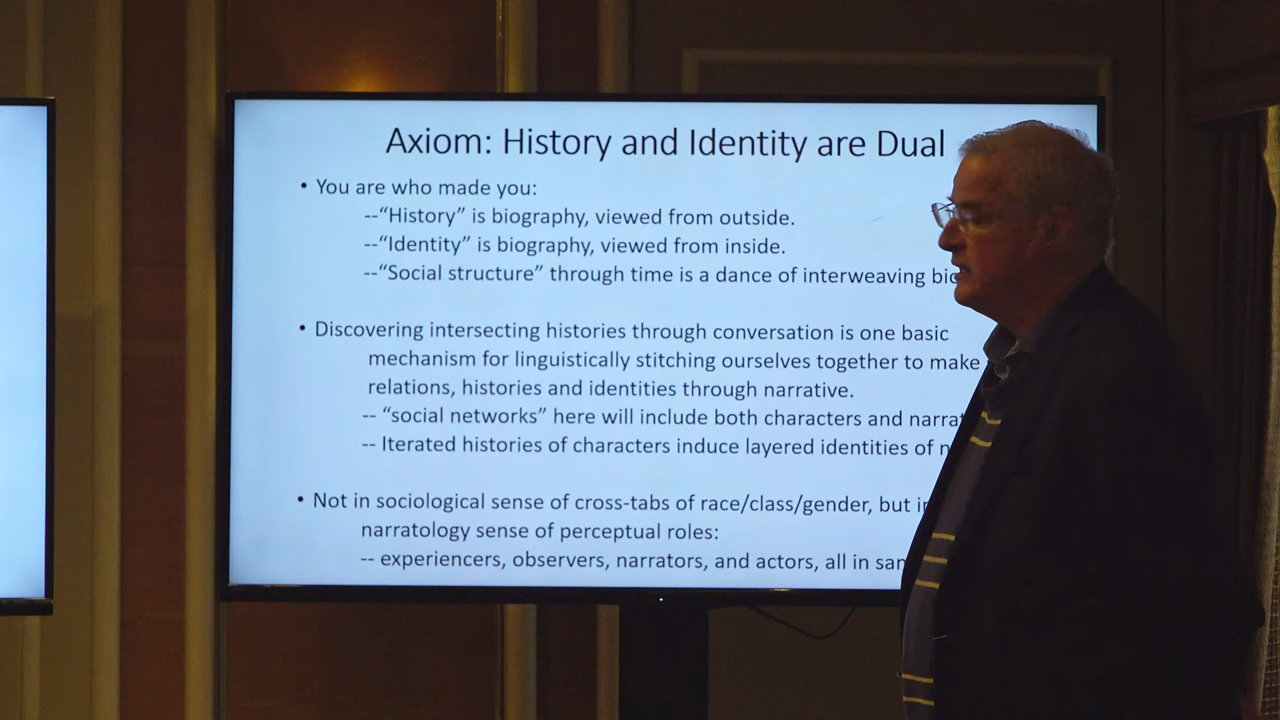 Axiom: History and Identity are Dual
• You are who made you:
--“History” is biography, viewed from outside.
--“Identity” is biography, viewed from inside.
--“Social structure” through time is a dance of interweaving
• Discovering intersecting histories through conversation is one basic
mechanism for linguistically stitching ourselves together to make
relations, histories and identities through narrative.
-- “social networks” here will include both characters and
-- Iterated histories of characters induce layered identities of
• Not in sociological sense of cross-tabs of race/class/gender, but
narratology sense of perceptual roles:
-- experiencers, observers, narrators, and actors, all in